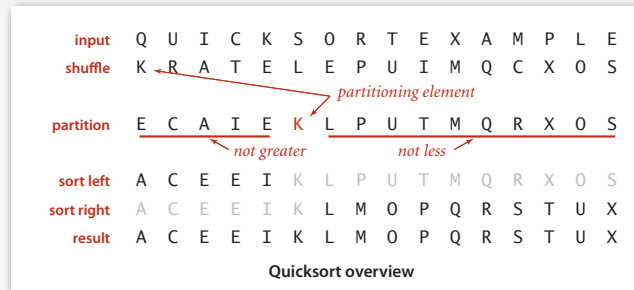 input Q U I C K S O R T E X A M P L E
shuffle K R A T E L E P U I M Q C X O S
partitioning element
partition E C A I E K L P U T M Q R X O S
not greater not less
sort left A C E E I K L P U T M Q R X O S
sort right A C E E I K L M O P Q R S T U X
result A C E E I K L M O P Q R S T U X
Quicksort overview